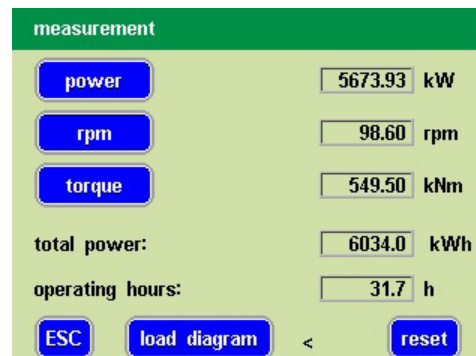 measurement
power 5673.93 kW
rpm 98.60 rpm
torque 549.50 kNm
total power: 6034.0 kWh
operating hours: 31.7 h
ESC load diagram < reset